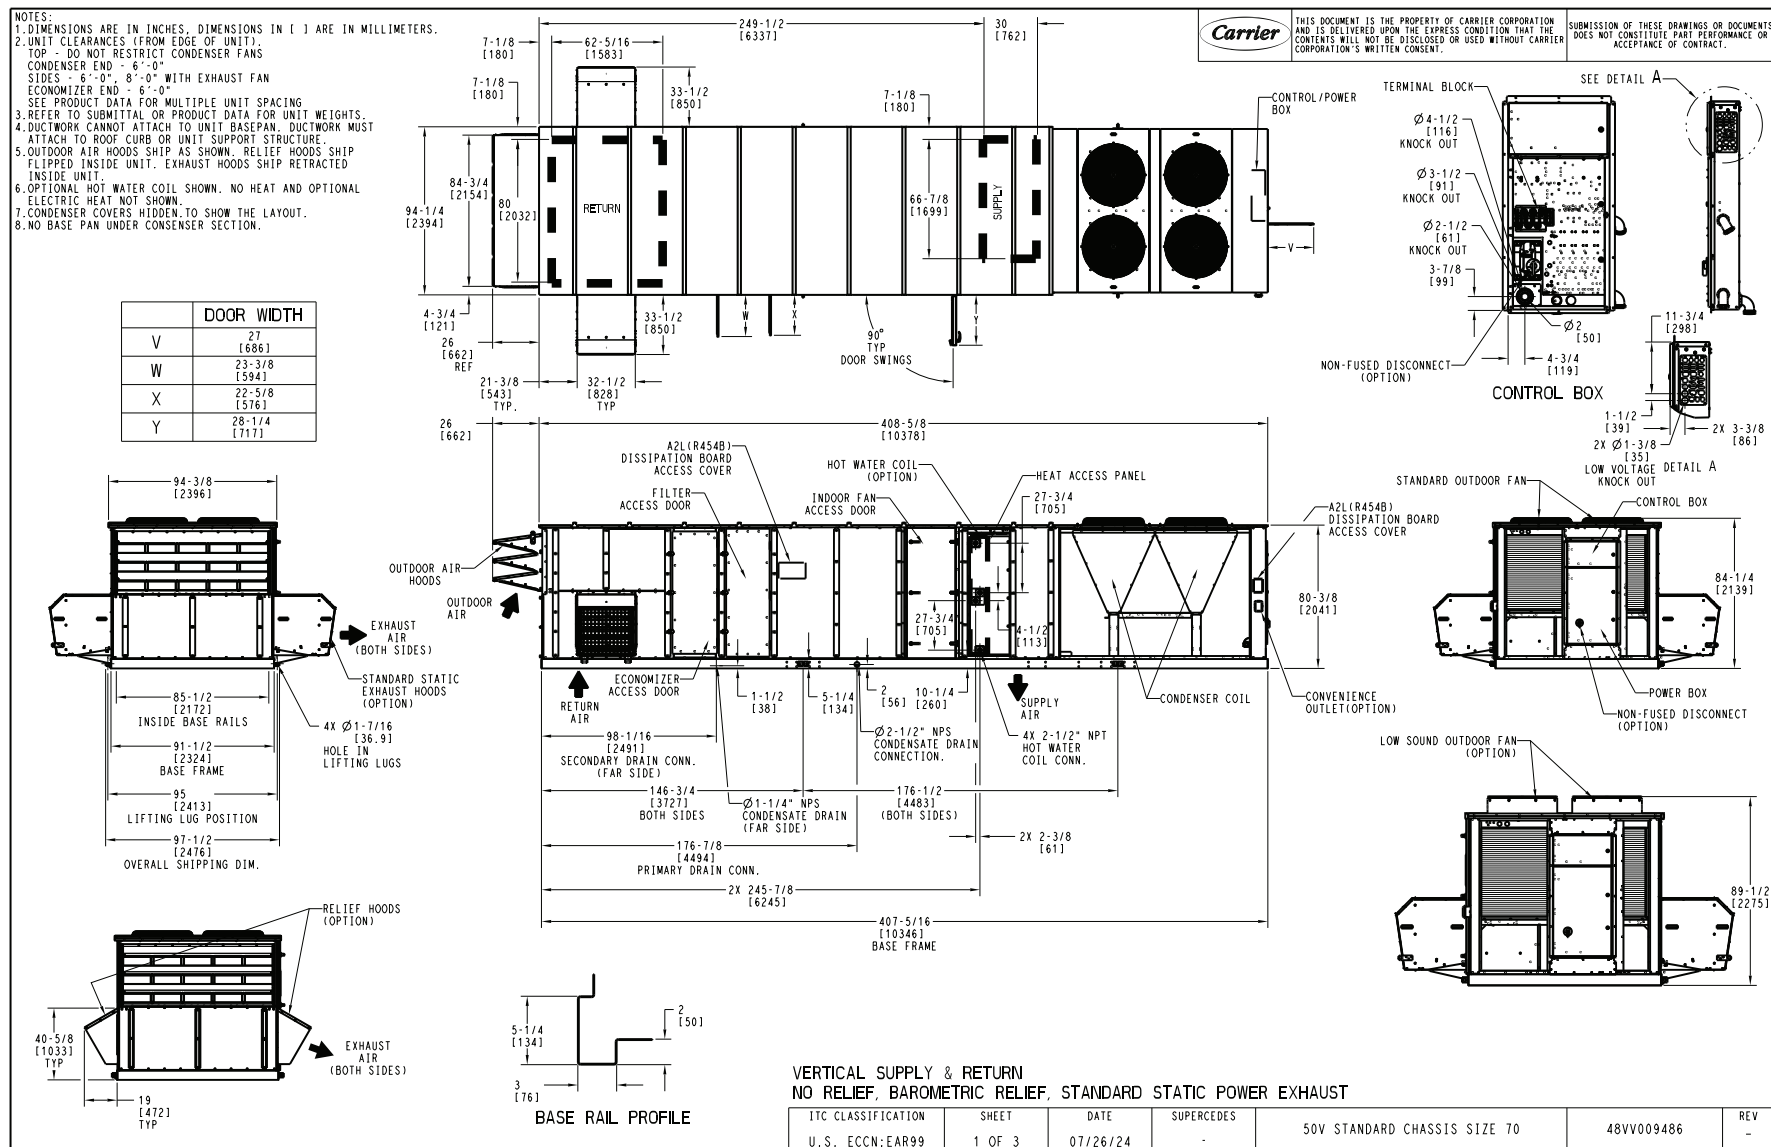 NOTES:
1.DIMENSIONS ARE IN INCHES, DIMENSIONS IN [ ] ARE IN MILLIMETERS.
2.UNIT CLEARANCES (FROM EDGE OF UNIT).
TOP - DO NOT RESTRICT CONDENSER FANS
CONDENSER END - 6'-0"
SIDES - 6'-0", 8'-0" WITH EXHAUST FAN
ECONOMIZER END - 6'-0"
SEE PRODUCT DATA FOR MULTIPLE UNIT SPACING
3.REFER TO SUBMITTAL OR PRODUCT DATA FOR UNIT WEIGHTS.
4.DUCTWORK CANNOT ATTACH TO UNIT BASEPAN. DUCTWORK MUST
ATTACH TO ROOF CURB OR UNIT SUPPORT STRUCTURE.
5.OUTDOOR AIR HOODS SHIP AS SHOWN. RELIEF HOODS SHIP
FLIPPED INSIDE UNIT. EXHAUST HOODS SHIP RETRACTED
INSIDE UNIT.
6.OPTIONAL HOT WATER COIL SHOWN. NO HEAT AND OPTIONAL
ELECTRIC HEAT NOT SHOWN.
7.CONDENSER COVERS HIDDEN.TO SHOW THE LAYOUT.
8.NO BASE PAN UNDER CONSENSER SECTION.
Carrier
THIS DOCUMENT IS THE PROPERTY OF CARRIER CORPORATION
AND IS DELIVERED UPON THE EXPRESS CONDITION THAT THE
CONTENTS WILL NOT BE DISCLOSED OR USED WITHOUT CARRIER
CORPORATION'S WRITTEN CONSENT.
SUBMISSION OF THESE DRAWINGS OR DOCUMENTS
DOES NOT CONSTITUTE PART PERFORMANCE OR
ACCEPTANCE OF CONTRACT.
249-1/2
[6337]
30
[762]
7-1/8
[180]
62-5/16
[1583]
7-1/8
[180]
33-1/2
[850]
7-1/8
[180]
CONTROL/POWER
BOX
84-3/4
[2154]
94-1/4
[2394]
80
[2032]
RETURN
66-7/8
[1699]
SUPPLY
V
4-3/4
[121]
26
[662]
REF
33-1/2
[850]
W
X
90°
TYP
DOOR SWINGS
Y
21-3/8
[543]
TYP.
32-1/2
[828]
TYP
DOOR WIDTH
V 27
[686]
W 23-3/8
[594]
X 22-5/8
[576]
Y 28-1/4
[717]
TERMINAL BLOCK
SEE DETAIL A
Ø4-1/2
[116]
KNOCK OUT
Ø3-1/2
[91]
KNOCK OUT
Ø2-1/2
[61]
KNOCK OUT
3-7/8
[99]
NON-FUSED DISCONNECT
(OPTION)
Ø2
[50]
4-3/4
[119]
CONTROL BOX
11-3/4
[298]
1-1/2
[39]
2X 3-3/8
[86]
2X Ø1-3/8
[35]
LOW VOLTAGE
KNOCK OUT
DETAIL A
26
[662]
408-5/8
[10378]
A2L(R454B)
DISSIPATION BOARD
ACCESS COVER
FILTER
ACCESS DOOR
HOT WATER COIL
(OPTION)
INDOOR FAN
ACCESS DOOR
HEAT ACCESS PANEL
27-3/4
[705]
A2L(R454B)
DISSIPATION BOARD
ACCESS COVER
OUTDOOR AIR
HOODS
OUTDOOR
AIR
80-3/8
[2041]
27-3/4
[705]
4-1/2
[113]
RETURN
AIR
ECONOMIZER
ACCESS DOOR
1-1/2
[38]
5-1/4
[134]
2
[56]
10-1/4
[260]
SUPPLY
AIR
CONDENSER COIL
CONVENIENCE
OUTLET(OPTION)
98-1/16
[2491]
SECONDARY DRAIN CONN.
(FAR SIDE)
Ø2-1/2" NPS
CONDENSATE DRAIN
CONNECTION.
4X 2-1/2" NPT
HOT WATER
COIL CONN.
146-3/4
[3727]
BOTH SIDES
Ø1-1/4" NPS
CONDENSATE DRAIN
(FAR SIDE)
176-1/2
[4483]
(BOTH SIDES)
2X 2-3/8
[61]
176-7/8
[4494]
PRIMARY DRAIN CONN.
2X 245-7/8
[6245]
407-5/16
[10346]
BASE FRAME
94-3/8
[2396]
EXHAUST
AIR
(BOTH SIDES)
STANDARD STATIC
EXHAUST HOODS
(OPTION)
85-1/2
[2172]
INSIDE BASE RAILS
4X Ø1-7/16
[36.9]
HOLE IN
LIFTING LUGS
91-1/2
[2324]
BASE FRAME
95
[2413]
LIFTING LUG POSITION
97-1/2
[2476]
OVERALL SHIPPING DIM.
STANDARD OUTDOOR FAN
CONTROL BOX
84-1/4
[2139]
POWER BOX
NON-FUSED DISCONNECT
(OPTION)
LOW SOUND OUTDOOR FAN
(OPTION)
89-1/2
[2275]
RELIEF HOODS
(OPTION)
40-5/8
[1033]
TYP
EXHAUST
AIR
(BOTH SIDES)
19
[472]
TYP
5-1/4
[134]
2
[50]
3
[76]
BASE RAIL PROFILE
VERTICAL SUPPLY & RETURN
NO RELIEF, BAROMETRIC RELIEF, STANDARD STATIC POWER EXHAUST
ITC CLASSIFICATION SHEET DATE SUPERCEDES 50V STANDARD CHASSIS SIZE 70 48VV009486 REV
U.S. ECCN:EAR99 1 OF 3 07/26/24 - -